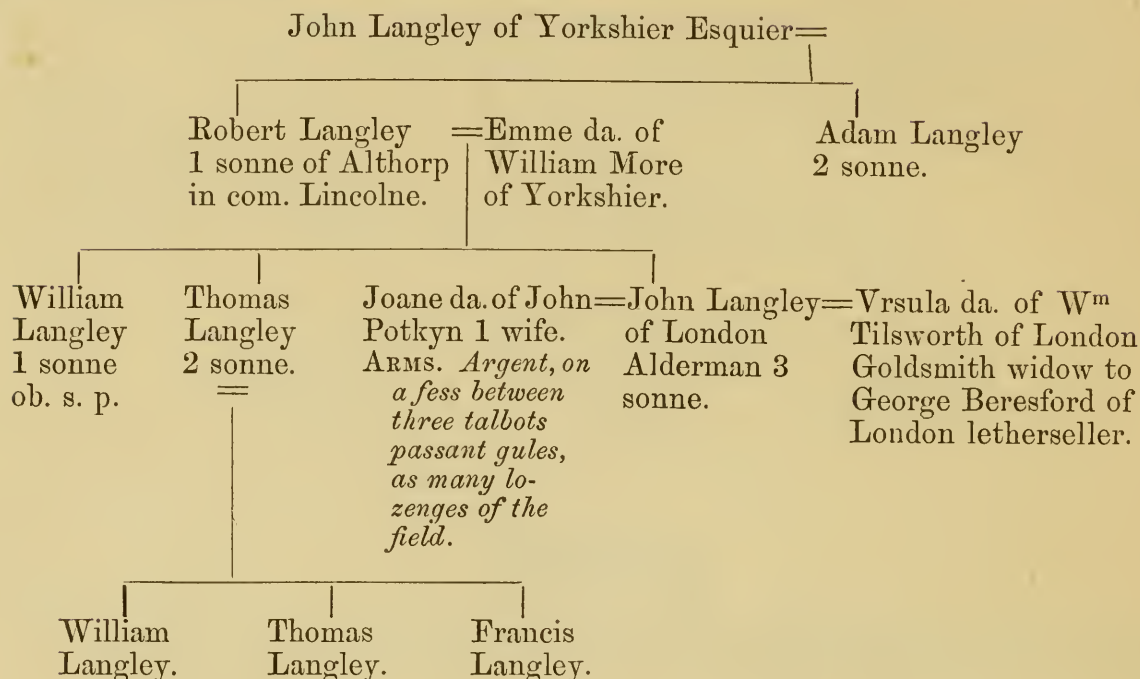 John Langley of Yorkshier Esquier=
Robert Langley
1 sonne of Althorp
in com. Lincolne.
=Emme da. of
William More
of Yorkshier.
Adam Langley
2 sonne.
William
Langley
1 sonne
ob. s. p.
Thomas
Langley
2 sonne.
=
Joane da. of John
Potkyn 1 wife.
ARMS. Argent, on
a fess between
three talbots
passant gules,
as many lo-
zenges of the
field.
=John Langley=
of London
Alderman 3
sonne.
Vrsula da. of Wm
Tilsworth of London
Goldsmith widow to
George Beresford of
London letherseller.
William
Langley.
Thomas
Langley.
Francis
Langley.